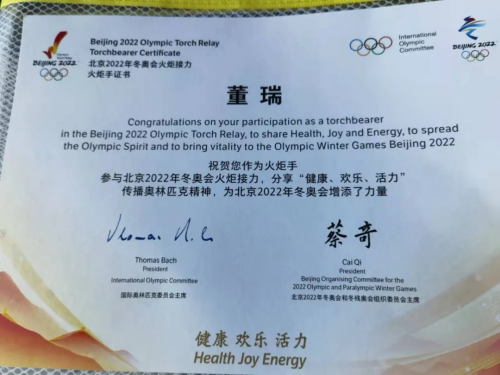 Beijing 2022 Olympic Torch Relay
Torchbearer Certificate
北京2022年冬奥会火炬接力
火炬手证书
BEIJING 2022
International
Olympic
Committee
BEIJING 2022
董瑞
Congratulations on your participation as a torchbearer
in the Beijing 2022 Olympic Torch Relay, to share Health, Joy and Energy, to spread
the Olympic Spirit and to bring vitality to the Olympic Winter Games Beijing 2022
祝贺您作为火炬手
参与北京2022年冬奥会火炬接力，分享“健康、欢乐、活力”
传播奥林匹克精神，为北京2022年冬奥会增添了力量
蔡奇
Thomas Bach
President
International Olympic Committee
国际奥林匹克委员会主席
Cai Qi
President
Beijing Organising Committee for the
2022 Olympic and Paralympic Winter Games
北京2022年冬奥会和冬残奥会组织委员会主席
健康 欢乐 活力
Health Joy Energy